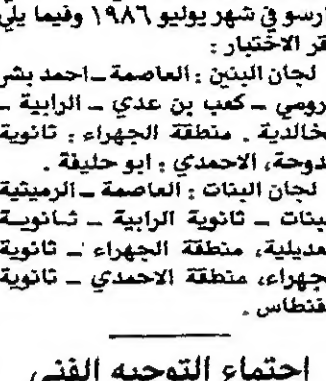 رسو في شهر يوليو ١٩٨٦ وفيما يلي
قر الاختبار :
لجان البنين : العاصمة ـ احمد بشر
رومي ـ كعب بن عدي ـ الرابية ـ
خالدية . منطقة الجهراء : ثانوية
دوحة، الاحمدي : ابو حليفة .
لجان البنات : العاصمة ـ الرميثية
بنات ـ ثانوية الرابية ـ ثانوية
عديلية، منطقة الجهراء ـ ثانوية
جهراء، منطقة الاحمدي ـ ثانوية
فنطاس .
اجتماع التوجيه الفني